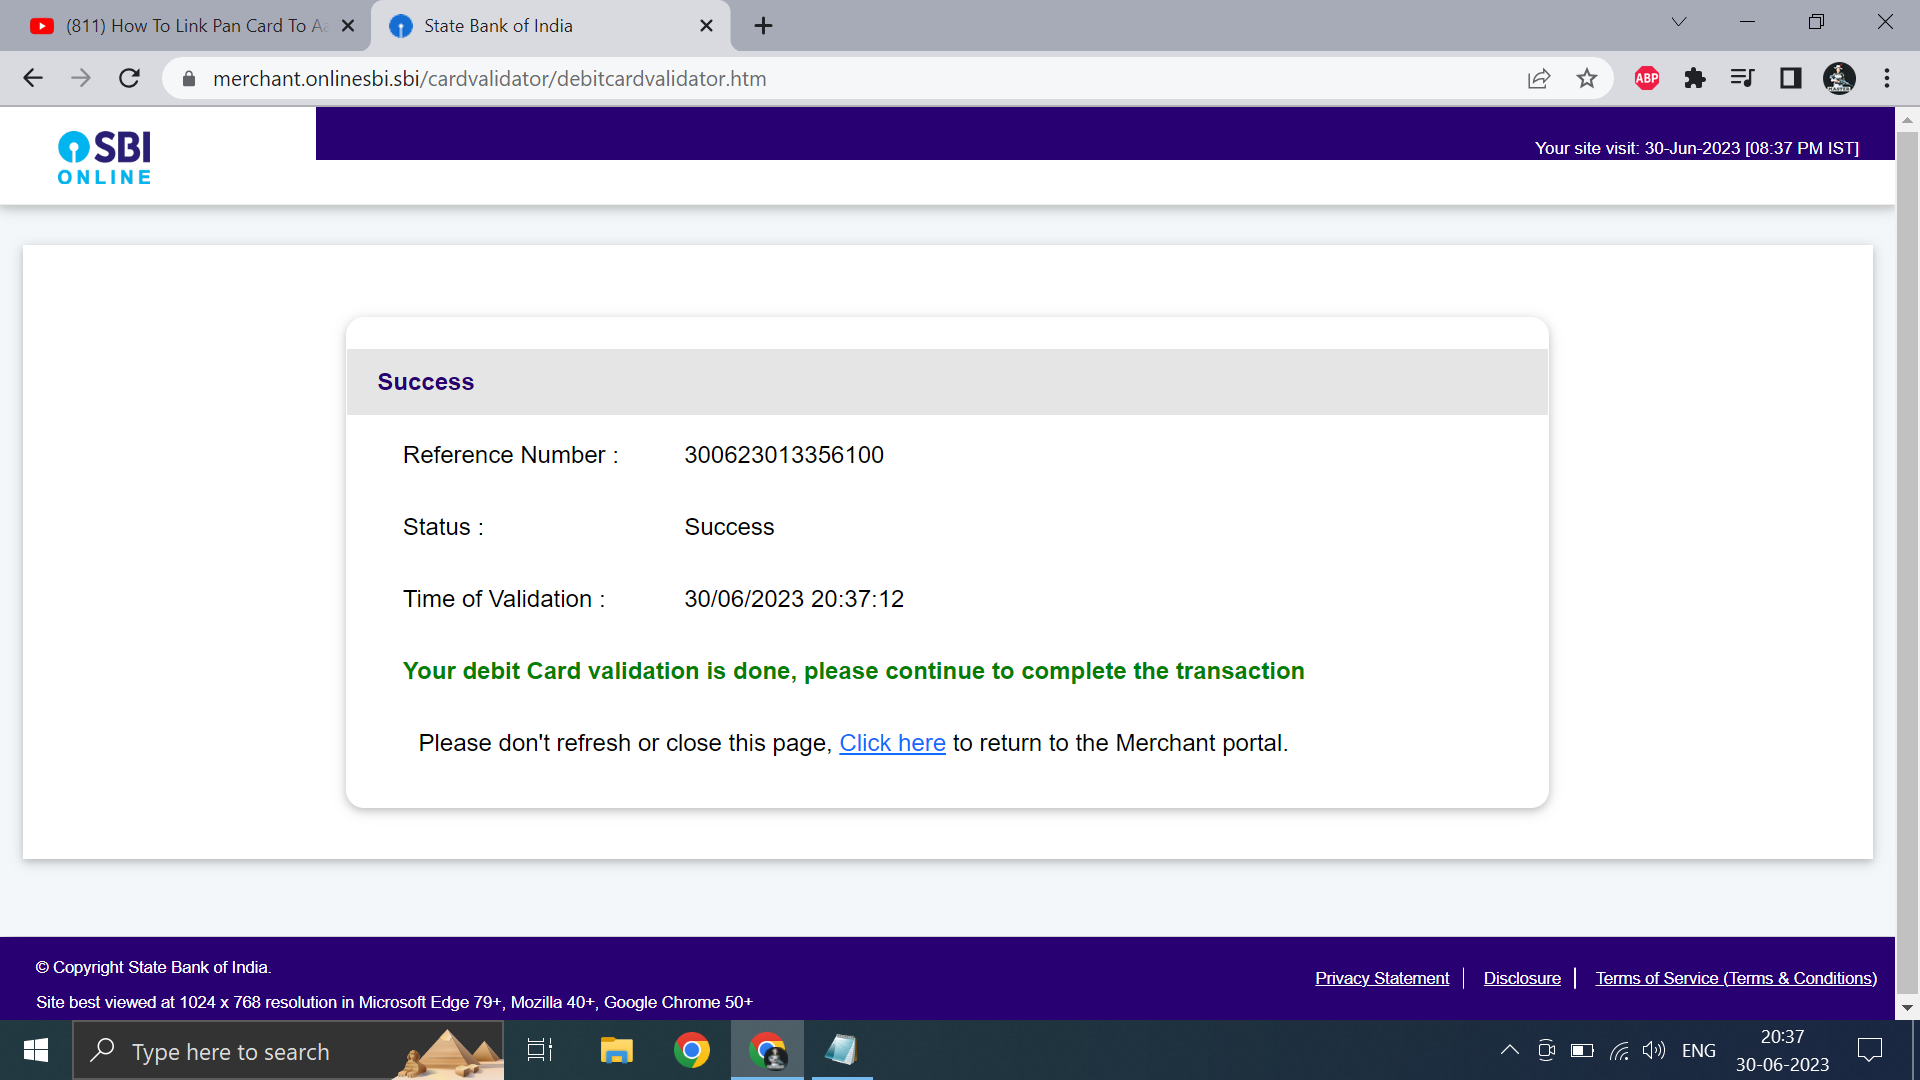 (811) How To Link Pan Card To Aa
State Bank of India
merchant.onlinesbi.sbi/cardvalidator/debitcardvalidator.htm
ABP
SBI
ONLINE
Your site visit: 30-Jun-2023 [08:37 PM IST]
Success
Reference Number : 300623013356100
Status : Success
Time of Validation : 30/06/2023 20:37:12
Your debit Card validation is done, please continue to complete the transaction
Please don't refresh or close this page, Click here to return to the Merchant portal.
© Copyright State Bank of India.
Privacy Statement Disclosure Terms of Service (Terms & Conditions)
Site best viewed at 1024 x 768 resolution in Microsoft Edge 79+, Mozilla 40+, Google Chrome 50+
Type here to search
ENG
20:37
30-06-2023